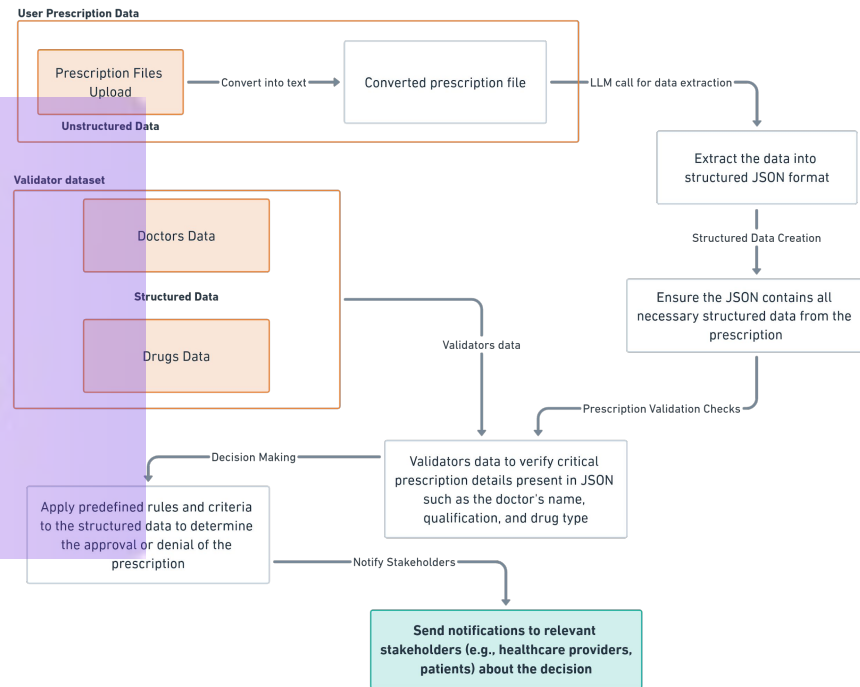 User Prescription Data
Prescription Files
Upload
Convert into text
Converted prescription file
LLM call for data extraction
Unstructured Data
Extract the data into
structured JSON format
Validator dataset
Doctors Data
Structured Data Creation
Structured Data
Ensure the JSON contains all
necessary structured data from the
prescription
Drugs Data
Validators data
Prescription Validation Checks
Decision Making
Validators data to verify critical
prescription details present in JSON
such as the doctor's name,
qualification, and drug type
Apply predefined rules and criteria
to the structured data to determine
the approval or denial of the
prescription
Notify Stakeholders
Send notifications to relevant
stakeholders (e.g., healthcare providers,
patients) about the decision